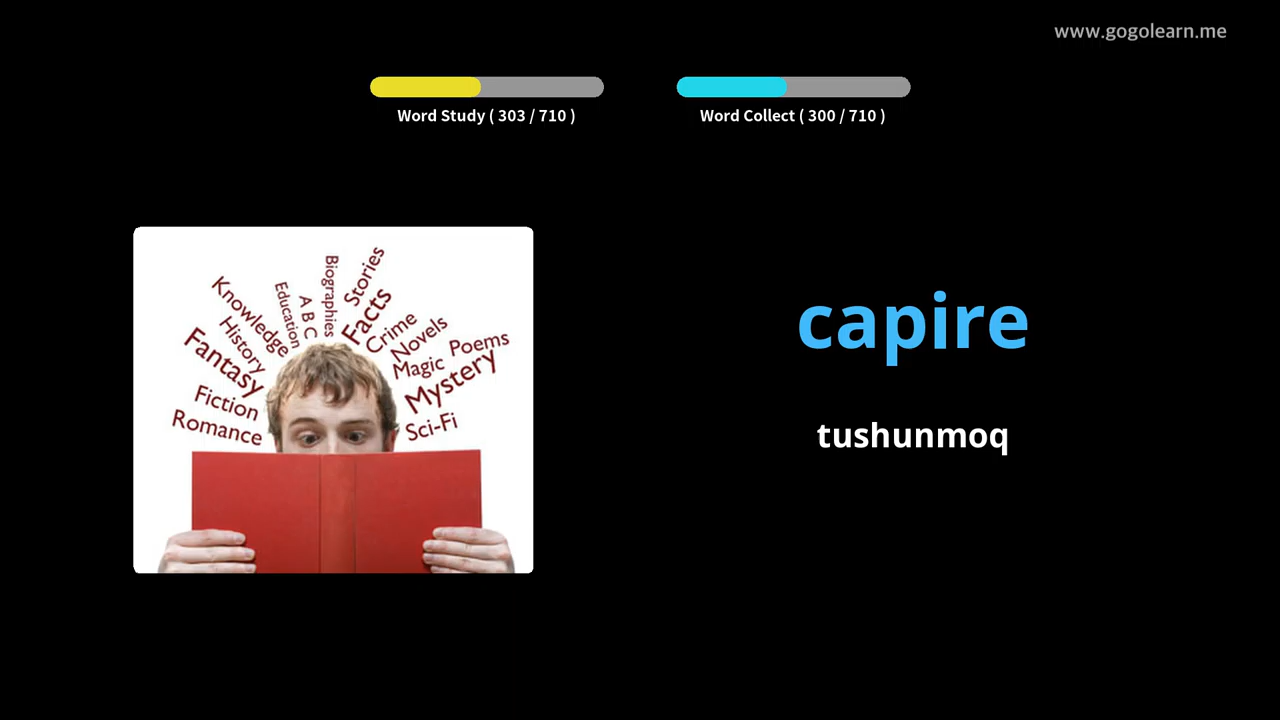 www.gogolearn.me
Word Study ( 303 / 710 )
Word Collect ( 300 / 710 )
Knowledge
Education
A B C
Biographies
Stories
Facts
Crime
Novels
Poems
Magic
Mystery
Sci-Fi
History
Fantasy
Fiction
Romance
capire
tushunmoq